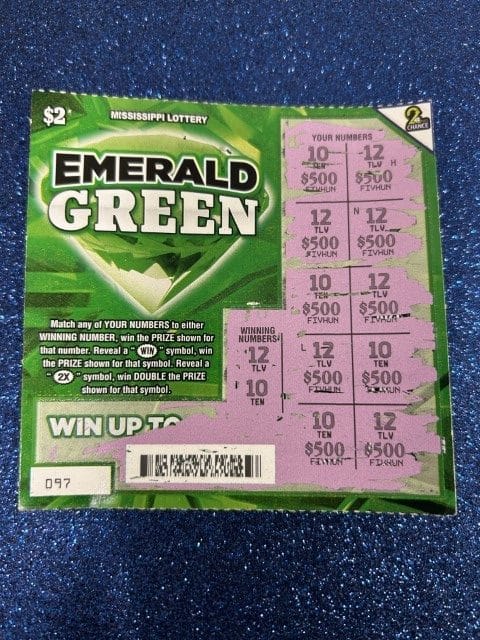 $2
MISSISSIPPI LOTTERY
2nd
CHANCE
EMERALD
GREEN
Match any of YOUR NUMBERS to either
WINNING NUMBER, win the PRIZE shown for
that number. Reveal a "WIN" symbol, win
the PRIZE shown for that symbol. Reveal a
"2X" symbol, win DOUBLE the PRIZE
shown for that symbol.
WIN UP TO
097
WINNING
NUMBERS
12
TLV
10
TEN
YOUR NUMBERS
10 12 H
TLV
$500 $500
FIVHUN FIVHUN
12 N 12
TLV TLV
$500 $500
FIVHUN FIVHUN
10 12
TEN TLV
$500 $500
FIVHUN
L 12 10
TLV TEN
$500 $500
FIVHUN FIVHUN
10 12
TEN TLV
$500 $500
FIVHUN FIVHUN